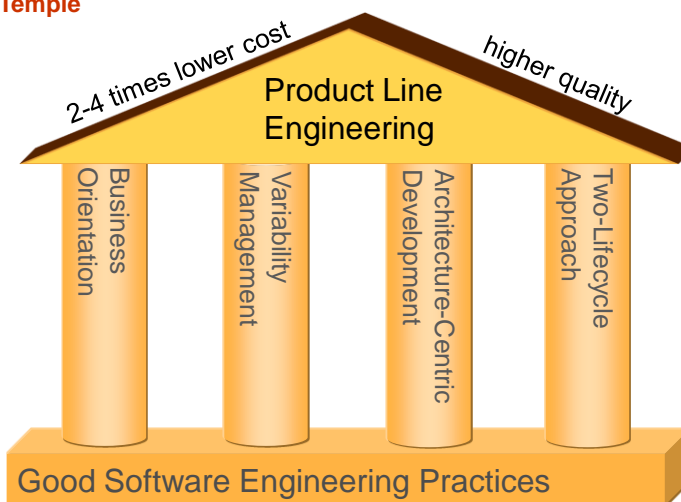 Temple
2-4 times lower cost
higher quality
Product Line
Engineering
Business
Orientation
Variability
Management
Architecture-Centric
Development
Two-Lifecycle
Approach
Good Software Engineering Practices